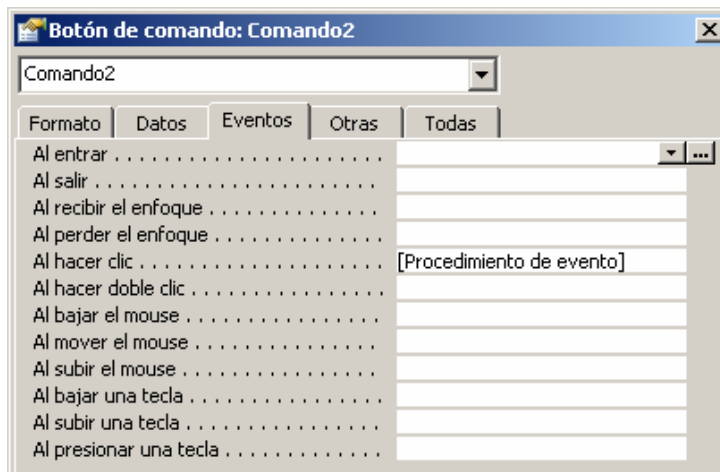 Botón de comando: Comando2
Comando2
Formato Datos Eventos Otras Todas
Al entrar . . . . . . . . . . . . . . . . . . . . . . . ...
Al salir . . . . . . . . . . . . . . . . . . . . . . . .
Al recibir el enfoque . . . . . . . . . . . . . .
Al perder el enfoque . . . . . . . . . . . . . .
Al hacer clic . . . . . . . . . . . . . . . . . . . . [Procedimiento de evento]
Al hacer doble clic . . . . . . . . . . . . . . . .
Al bajar el mouse . . . . . . . . . . . . . . . .
Al mover el mouse . . . . . . . . . . . . . . . .
Al subir el mouse . . . . . . . . . . . . . . . . .
Al bajar una tecla . . . . . . . . . . . . . . . .
Al subir una tecla . . . . . . . . . . . . . . . .
Al presionar una tecla . . . . . . . . . . . . .